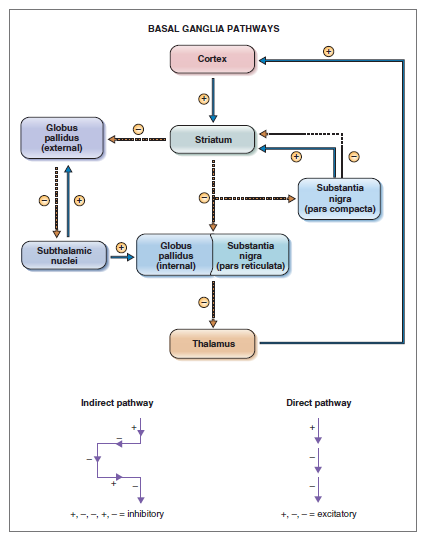 BASAL GANGLIA PATHWAYS
Cortex
+
+
Globus
pallidus
(external)
–
Striatum
+
–
Substantia
nigra
(pars compacta)
–
–
+
Subthalamic
nuclei
+
Globus
pallidus
(internal)
Substantia
nigra
(pars reticulata)
–
Thalamus
Indirect pathway
+
–
–
+
–
+, –, –, +, – = inhibitory
Direct pathway
+
–
–
+, –, – = excitatory